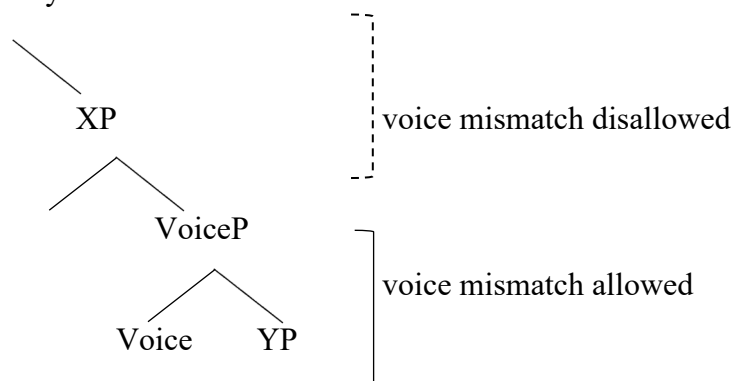 XP
voice mismatch disallowed
VoiceP
voice mismatch allowed
Voice YP